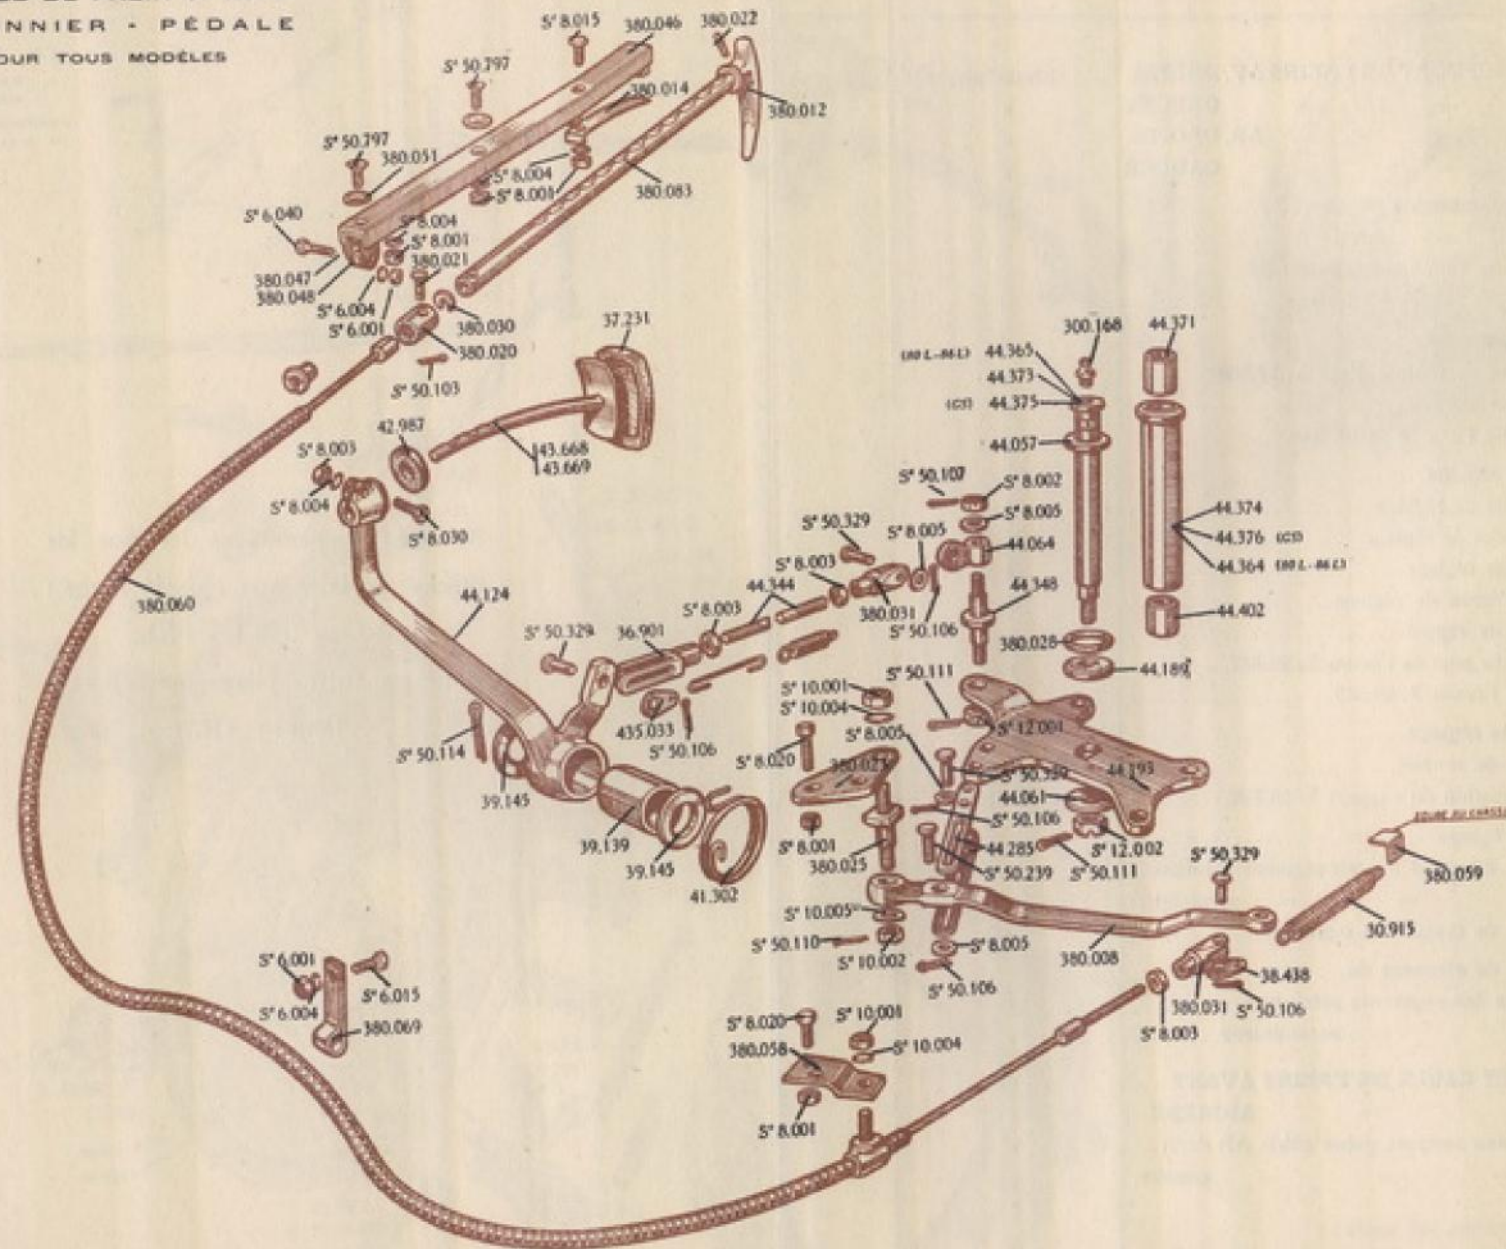 NNIER - PÉDALE
OUR TOUS MODÈLES
S° 8.015
380.046
380.022
S° 50.797
380.014
380.012
S° 50.797
380.051
S° 8.004
S° 8.001
380.083
S° 6.040
S° 8.004
S° 8.001
380.021
380.047
380.048
S° 6.004
S° 6.001
380.030
380.020
S° 50.103
37.231
300.168
44.371
(80 L-86 L) 44.365
44.373
(C5) 44.375
44.057
42.987
S° 8.003
143.668
43.669
S° 8.004
S° 8.030
S° 50.107
S° 8.002
S° 50.329
S° 8.005
S° 8.005
44.064
44.374
44.376 (C5)
44.364 (80 L-86 L)
S° 8.003
44.344
380.031
44.348
44.402
380.060
44.124
S° 8.003
S° 50.329
36.901
S° 50.106
380.028
44.189
S° 10.001
S° 50.111
S° 10.004
435.033
S° 50.106
S° 8.005
S° 12.001
S° 50.114
S° 8.020
44.193
39.145
44.061
S° 50.106
39.139
S° 8.001
380.025
44.285
S° 12.002
39.145
S° 50.239
S° 50.111
S° 50.329
380.059
41.302
S° 10.005
30.915
S° 50.110
S° 10.002
S° 8.005
380.008
S° 50.106
38.438
380.031
S° 50.106
S° 8.003
S° 6.001
S° 6.015
S° 6.004
380.069
S° 8.020
S° 10.001
380.058
S° 10.004
S° 8.001